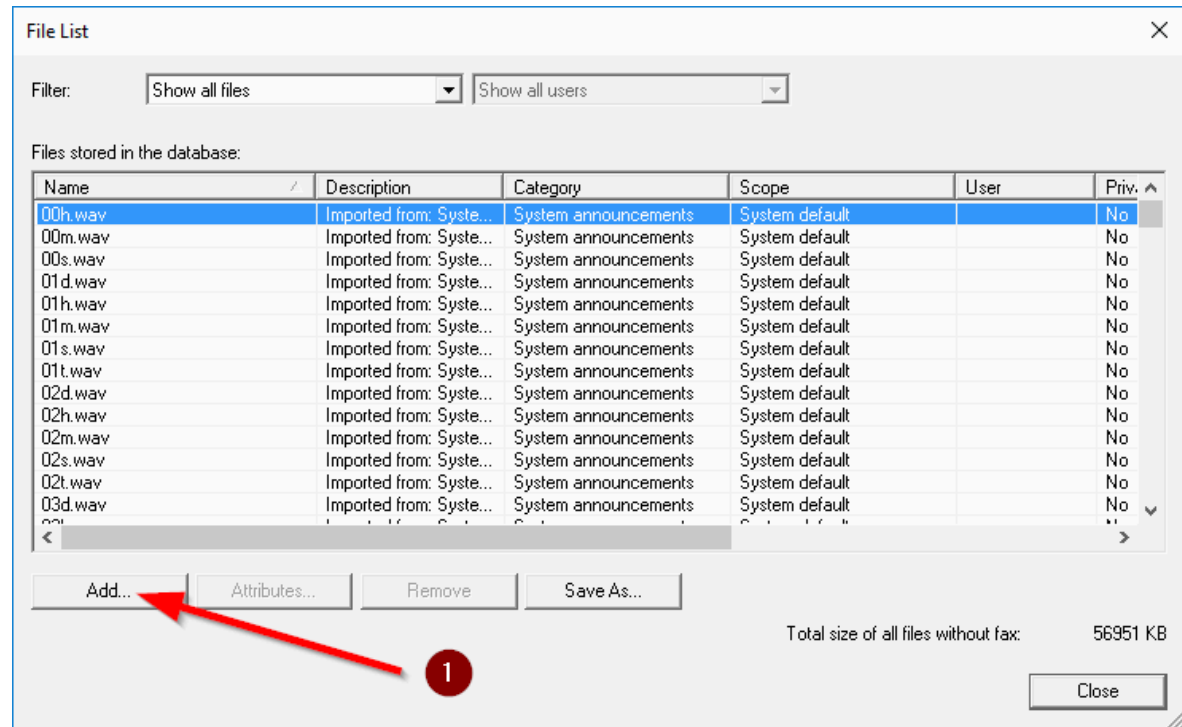 File List
Filter: Show all files Show all users
Files stored in the database:
Name Description Category Scope User Priv.
00h.wav Imported from: Syste... System announcements System default No
00m.wav Imported from: Syste... System announcements System default No
00s.wav Imported from: Syste... System announcements System default No
01d.wav Imported from: Syste... System announcements System default No
01h.wav Imported from: Syste... System announcements System default No
01m.wav Imported from: Syste... System announcements System default No
01s.wav Imported from: Syste... System announcements System default No
01t.wav Imported from: Syste... System announcements System default No
02d.wav Imported from: Syste... System announcements System default No
02h.wav Imported from: Syste... System announcements System default No
02m.wav Imported from: Syste... System announcements System default No
02s.wav Imported from: Syste... System announcements System default No
02t.wav Imported from: Syste... System announcements System default No
03d.wav Imported from: Syste... System announcements System default No
Add... Attributes... Remove Save As...
Total size of all files without fax: 56951 KB
1
Close